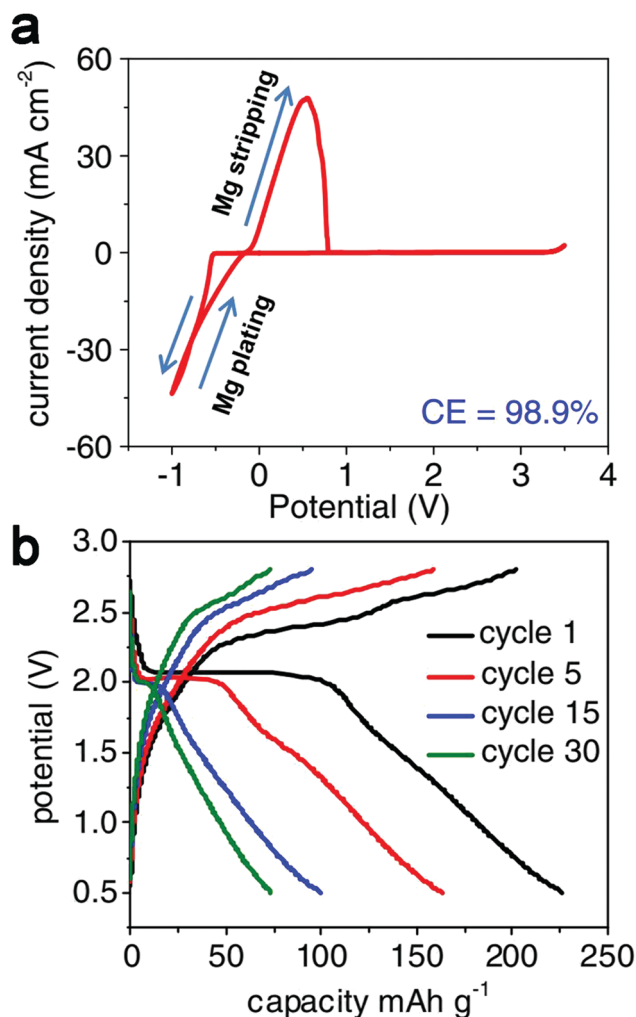 a
60
30
0
-30
-60
current density (mA cm⁻²)
Mg stripping
Mg plating
CE = 98.9%
-1 0 1 2 3 4
Potential (V)
b
3.0
2.5
2.0
1.5
1.0
0.5
potential (V)
cycle 1
cycle 5
cycle 15
cycle 30
0 50 100 150 200 250
capacity mAh g⁻¹